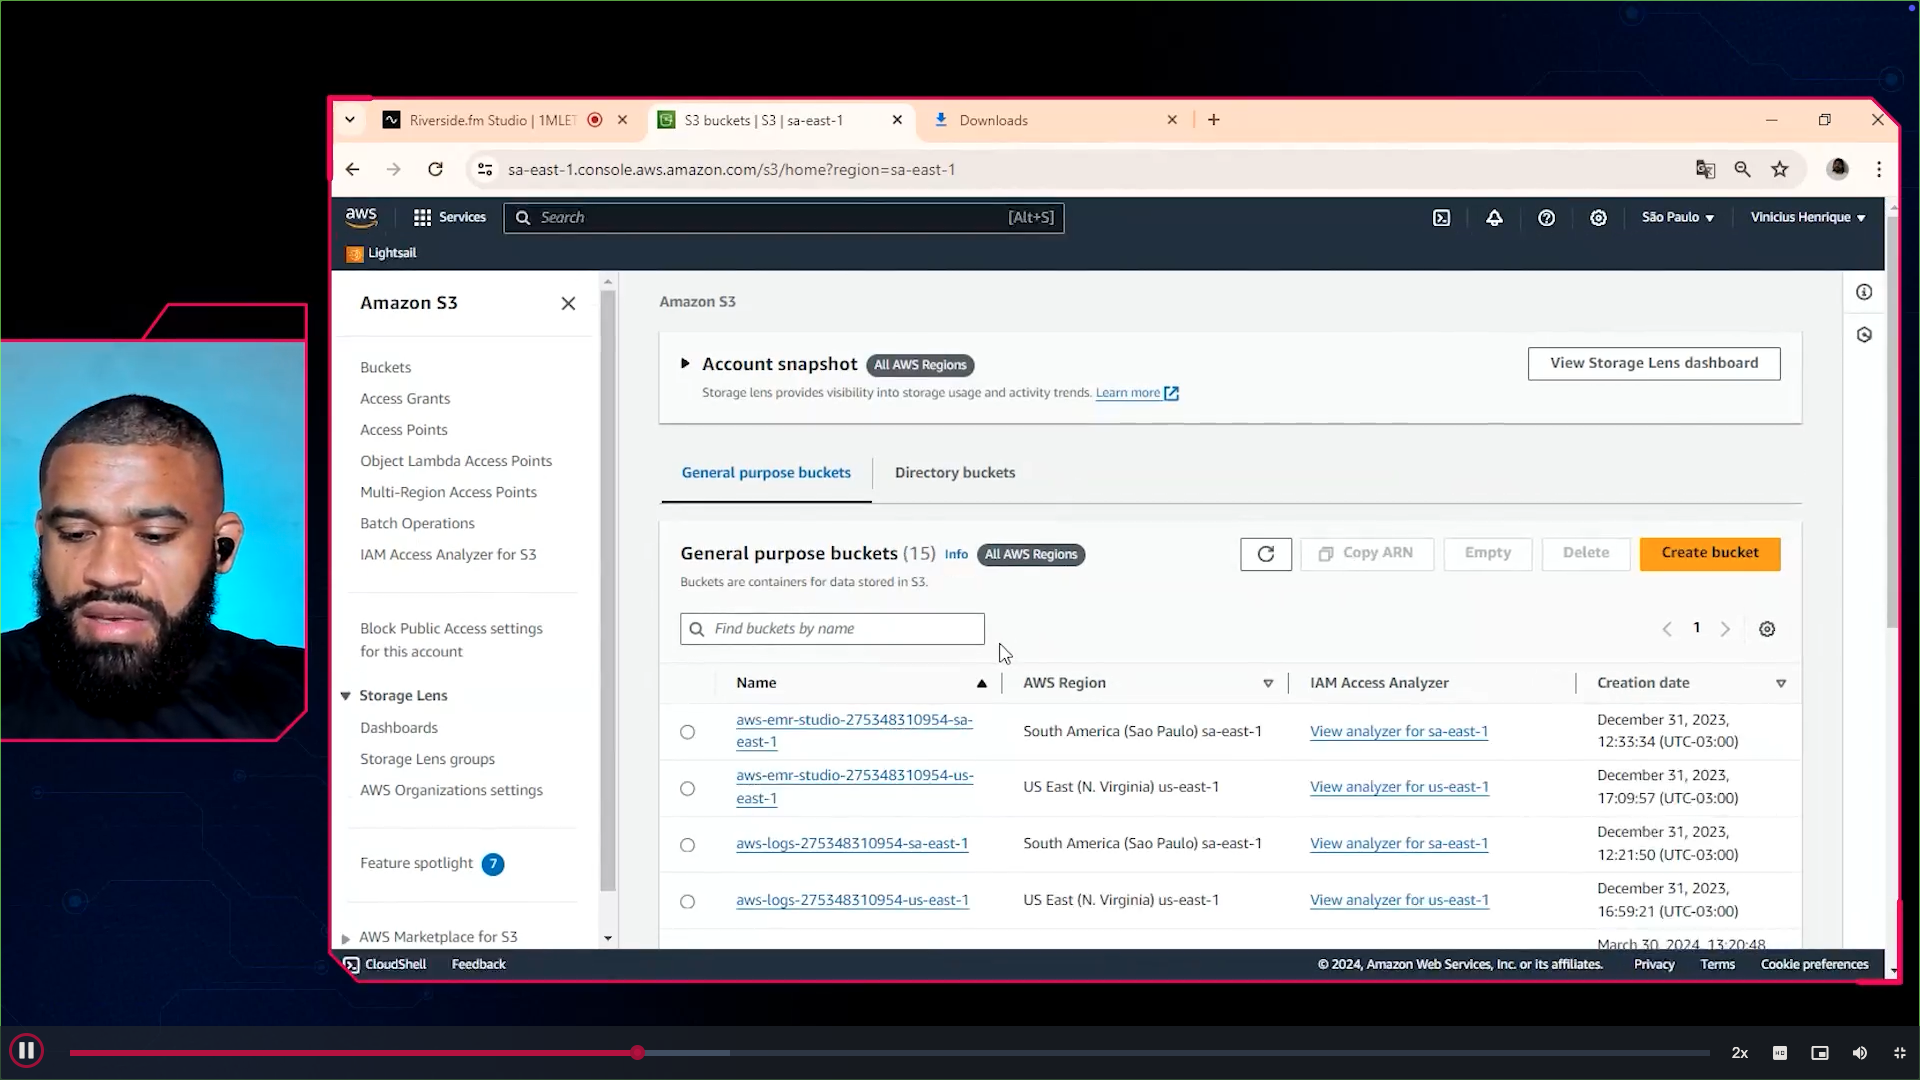 Riverside.fm Studio | 1MLET
S3 buckets | S3 | sa-east-1
Downloads
sa-east-1.console.aws.amazon.com/s3/home?region=sa-east-1
aws
Services
Search
[Alt+S]
São Paulo
Vinicius Henrique
Lightsail
Amazon S3
Buckets
Access Grants
Access Points
Object Lambda Access Points
Multi-Region Access Points
Batch Operations
IAM Access Analyzer for S3
Block Public Access settings
for this account
Storage Lens
Dashboards
Storage Lens groups
AWS Organizations settings
Feature spotlight 7
AWS Marketplace for S3
Amazon S3
Account snapshot All AWS Regions
Storage lens provides visibility into storage usage and activity trends. Learn more
View Storage Lens dashboard
General purpose buckets
Directory buckets
General purpose buckets (15) Info All AWS Regions
Buckets are containers for data stored in S3.
Copy ARN
Empty
Delete
Create bucket
Find buckets by name
1
Name AWS Region IAM Access Analyzer Creation date
aws-emr-studio-275348310954-sa-
east-1
South America (Sao Paulo) sa-east-1
View analyzer for sa-east-1
December 31, 2023,
12:33:34 (UTC-03:00)
aws-emr-studio-275348310954-us-
east-1
US East (N. Virginia) us-east-1
View analyzer for us-east-1
December 31, 2023,
17:09:57 (UTC-03:00)
aws-logs-275348310954-sa-east-1
South America (Sao Paulo) sa-east-1
View analyzer for sa-east-1
December 31, 2023,
12:21:50 (UTC-03:00)
aws-logs-275348310954-us-east-1
US East (N. Virginia) us-east-1
View analyzer for us-east-1
December 31, 2023,
16:59:21 (UTC-03:00)
March 30, 2024, 13:20:48
CloudShell
Feedback
© 2024, Amazon Web Services, Inc. or its affiliates.
Privacy
Terms
Cookie preferences
2x
HD